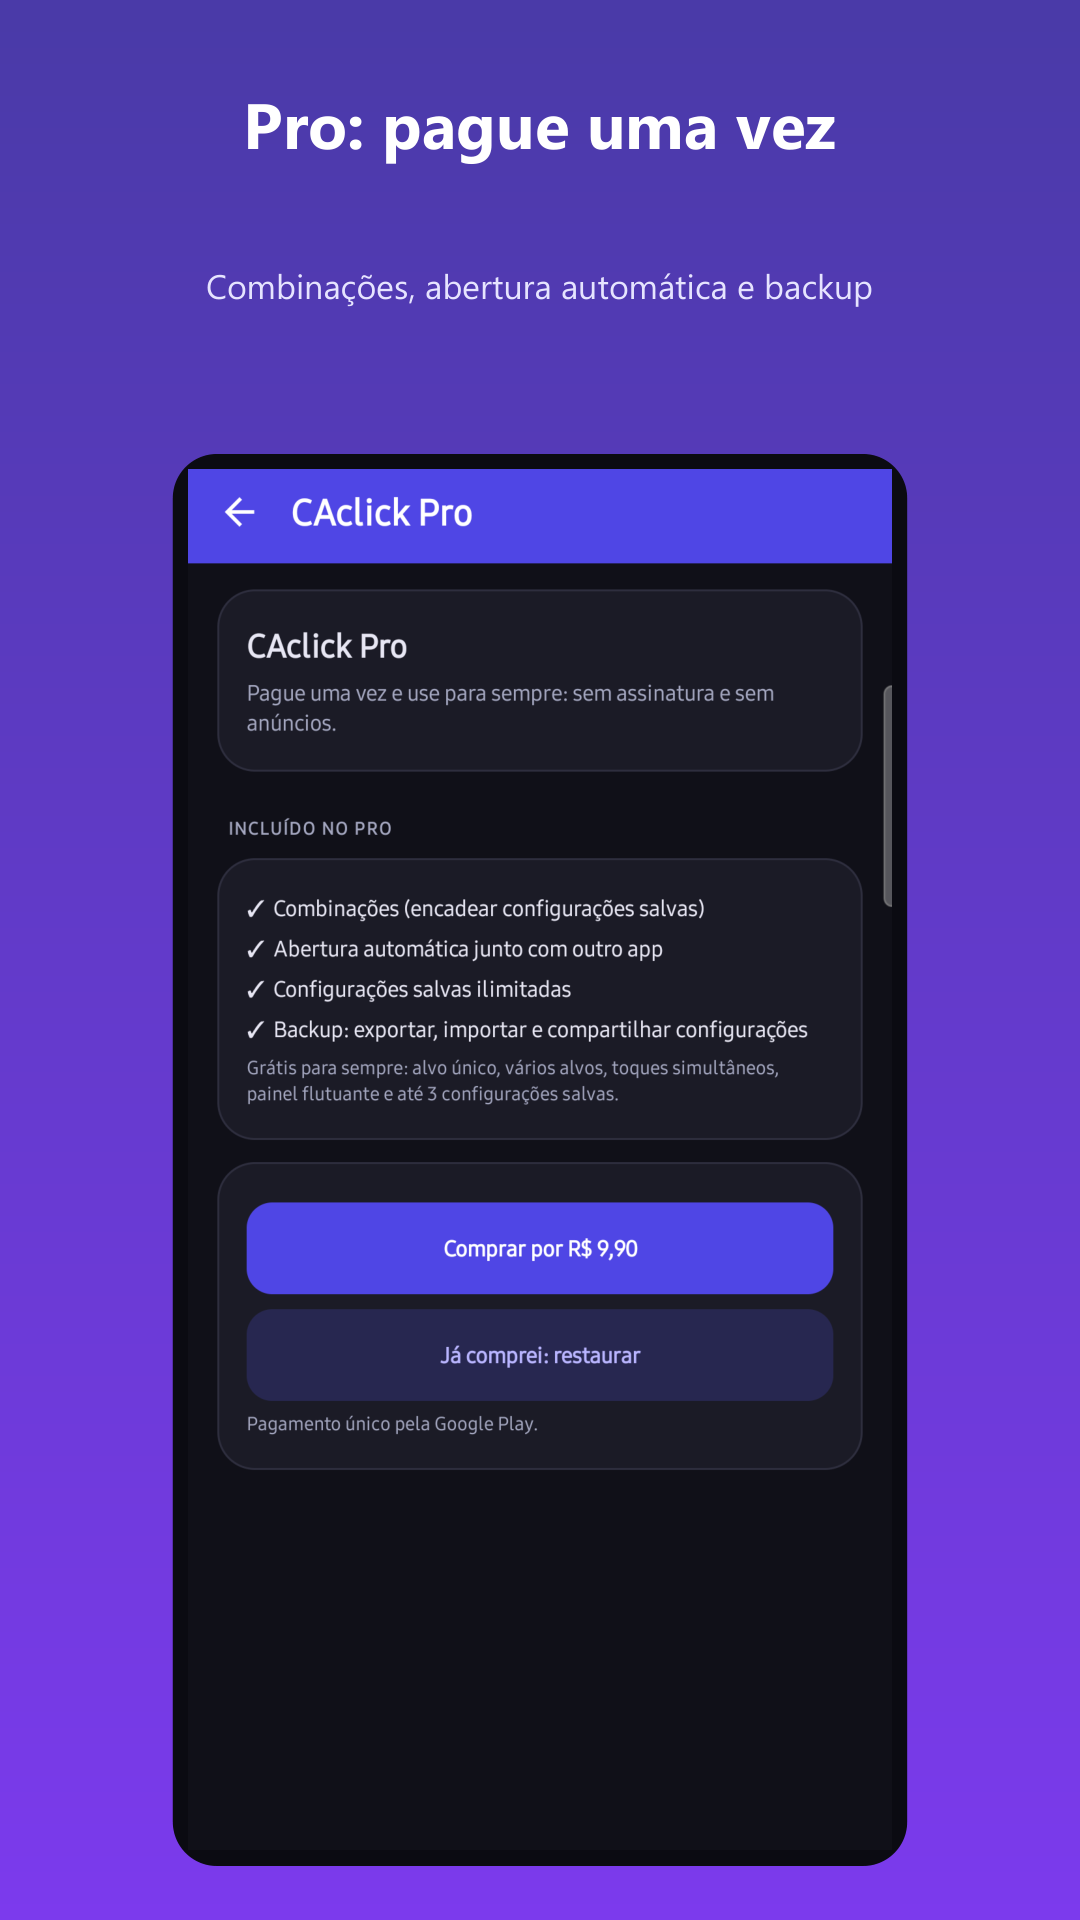 Pro: pague uma vez
Combinações, abertura automática e backup
CAclick Pro
CAclick Pro
Pague uma vez e use para sempre: sem assinatura e sem
anúncios.
INCLUÍDO NO PRO
✓ Combinações (encadear configurações salvas)
✓ Abertura automática junto com outro app
✓ Configurações salvas ilimitadas
✓ Backup: exportar, importar e compartilhar configurações
Grátis para sempre: alvo único, vários alvos, toques simultâneos,
painel flutuante e até 3 configurações salvas.
Comprar por R$ 9,90
Já comprei: restaurar
Pagamento único pela Google Play.